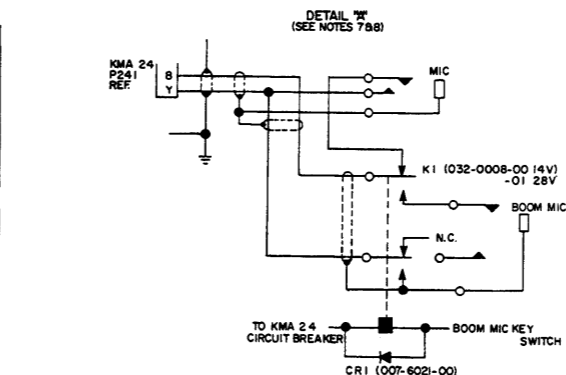 DETAIL "A"
(SEE NOTES 7&8)
KMA 24
P241
REF.
8
Y
MIC
K1 (032-0008-00 14V)
-01 28V
BOOM MIC
N.C.
TO KMA 24
CIRCUIT BREAKER
BOOM MIC KEY
SWITCH
CR1 (007-6021-00)